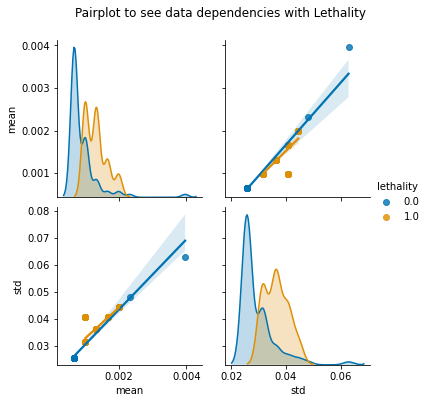 Pairplot to see data dependencies with Lethality
0.004
0.003
0.002
0.001
mean
lethality
0.0
1.0
0.08
0.07
0.06
0.05
0.04
0.03
std
0.002 0.004
mean
0.02 0.04 0.06
std